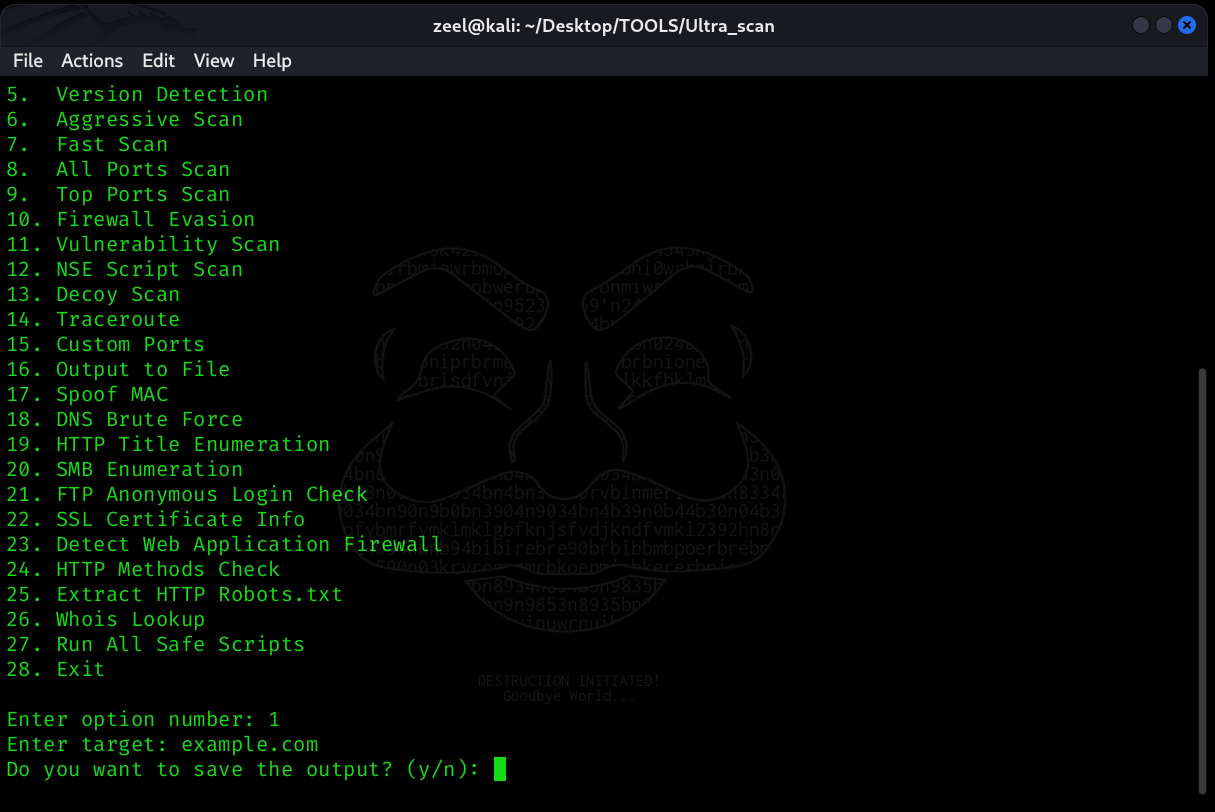 zeel@kali: ~/Desktop/TOOLS/Ultra_scan
File Actions Edit View Help
5. Version Detection
6. Aggressive Scan
7. Fast Scan
8. All Ports Scan
9. Top Ports Scan
10. Firewall Evasion
11. Vulnerability Scan
12. NSE Script Scan
13. Decoy Scan
14. Traceroute
15. Custom Ports
16. Output to File
17. Spoof MAC
18. DNS Brute Force
19. HTTP Title Enumeration
20. SMB Enumeration
21. FTP Anonymous Login Check
22. SSL Certificate Info
23. Detect Web Application Firewall
24. HTTP Methods Check
25. Extract HTTP Robots.txt
26. Whois Lookup
27. Run All Safe Scripts
28. Exit
DESTRUCTION INITIATED!
Goodbye World...
Enter option number: 1
Enter target: example.com
Do you want to save the output? (y/n):